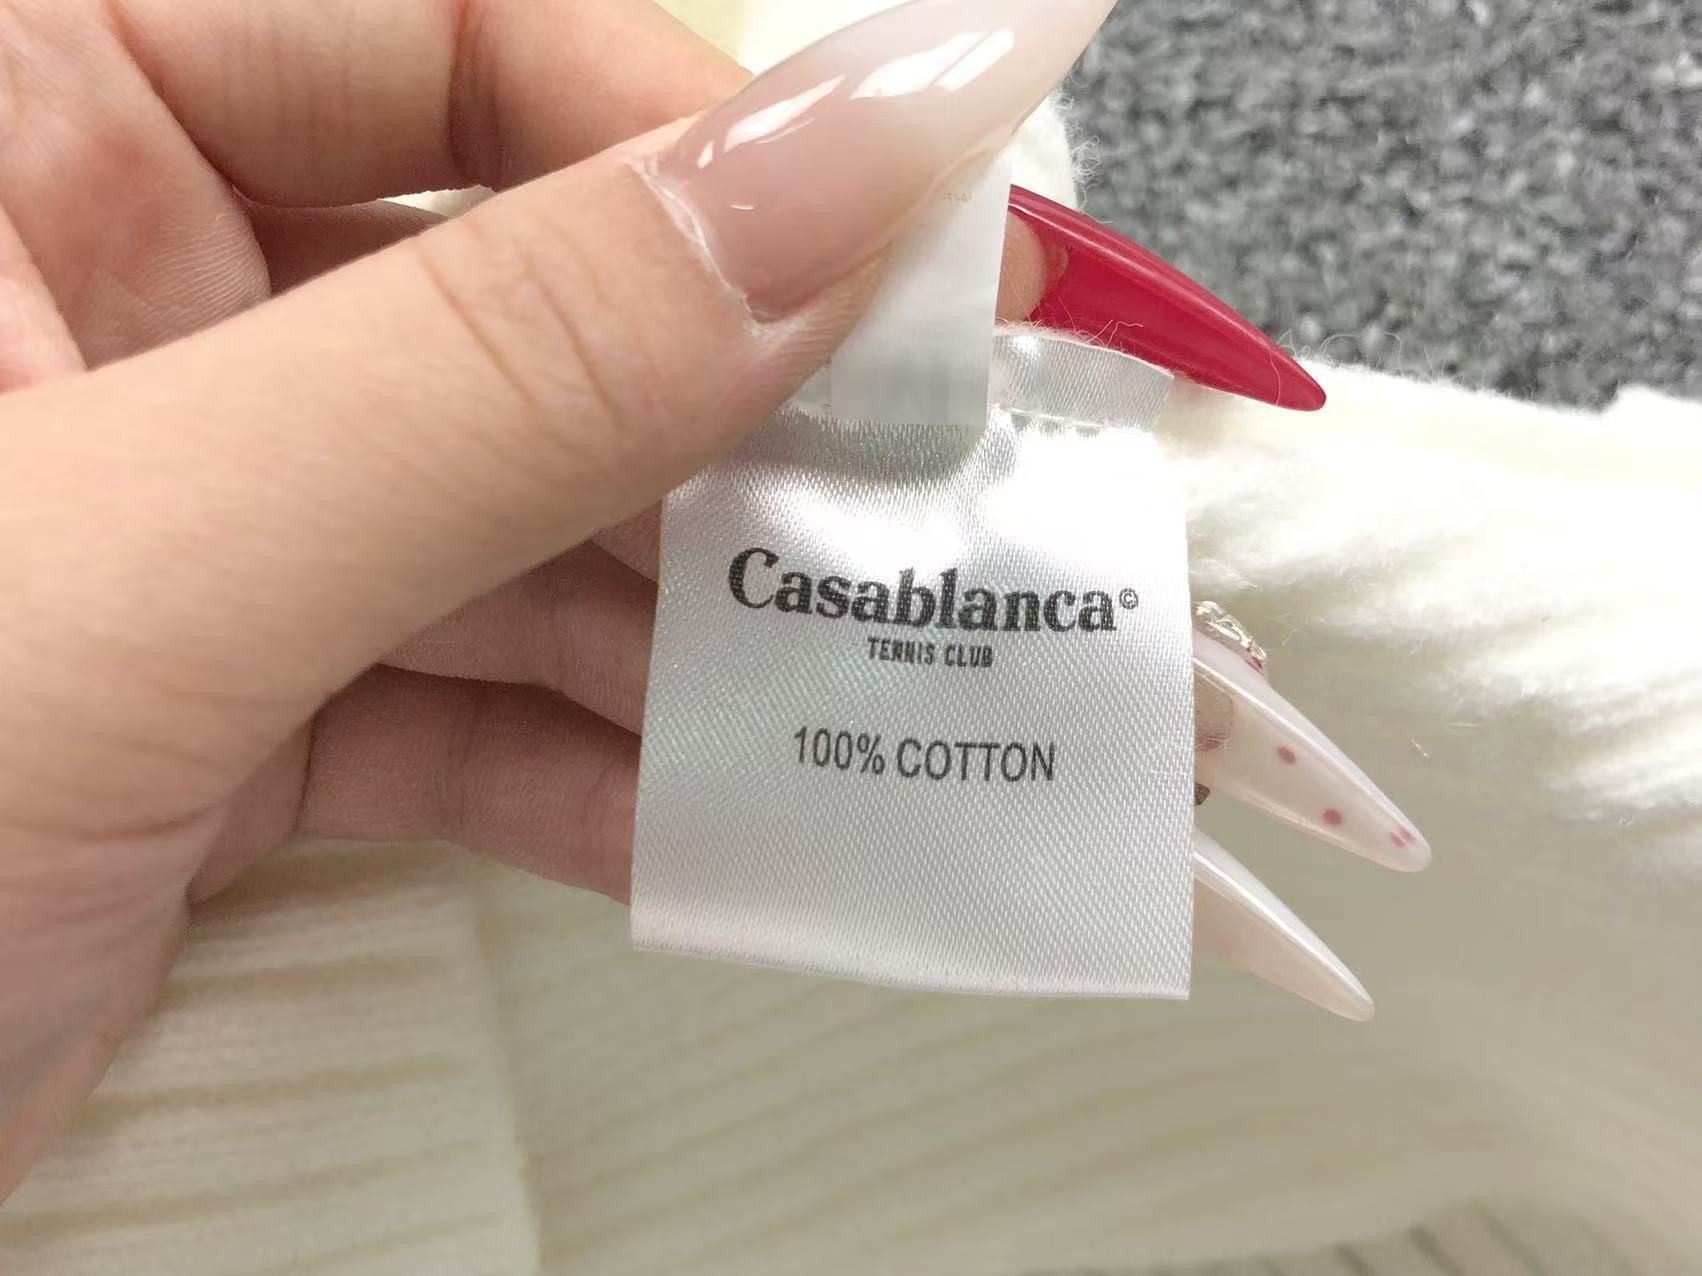 Casablanca©
TENNIS CLUB
100% COTTON